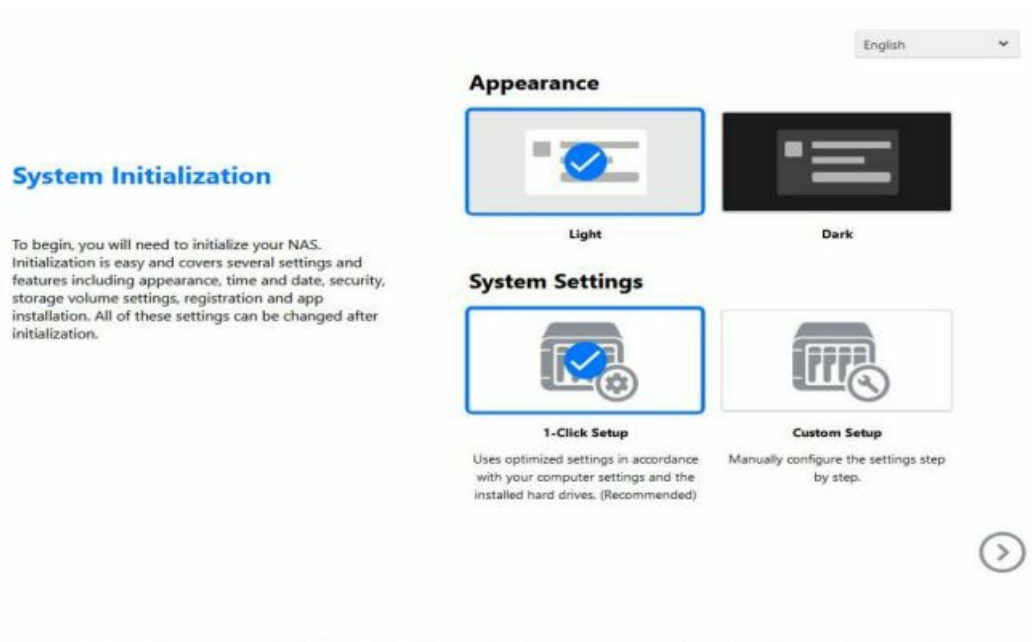 English
Appearance
Light
Dark
System Initialization
To begin, you will need to initialize your NAS.
Initialization is easy and covers several settings and
features including appearance, time and date, security,
storage volume settings, registration and app
installation. All of these settings can be changed after
initialization.
System Settings
1-Click Setup
Uses optimized settings in accordance
with your computer settings and the
installed hard drives. (Recommended)
Custom Setup
Manually configure the settings step
by step.